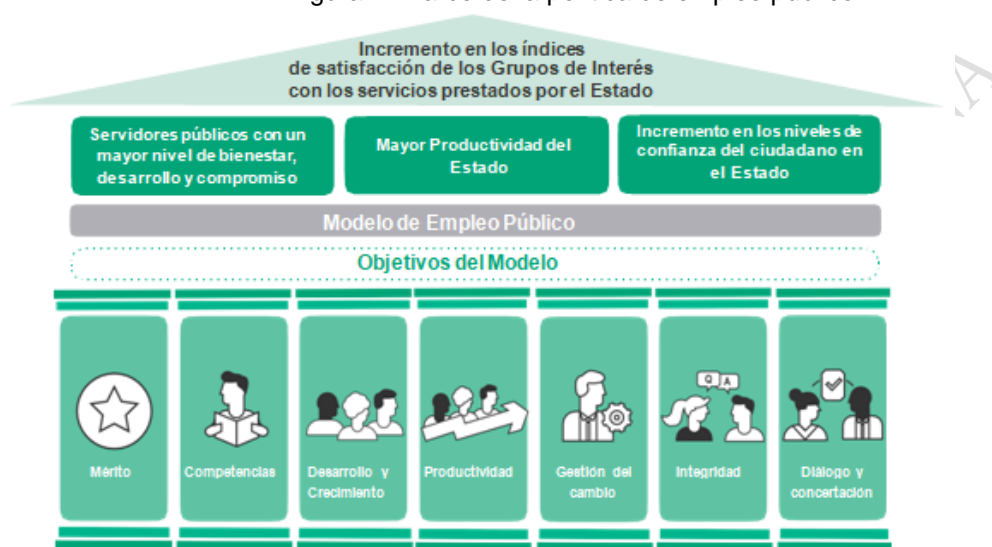 Incremento en los índices
de satisfacción de los Grupos de Interés
con los servicios prestados por el Estado
Servidores públicos con un
mayor nivel de bienestar,
desarrollo y compromiso
Mayor Productividad del
Estado
Incremento en los niveles de
confianza del ciudadano en
el Estado
Modelo de Empleo Público
Objetivos del Modelo
Q A
Mérito
Competencias
Desarrollo y
Crecimiento
Productividad
Gestión del
cambio
Integridad
Diálogo y
concertación